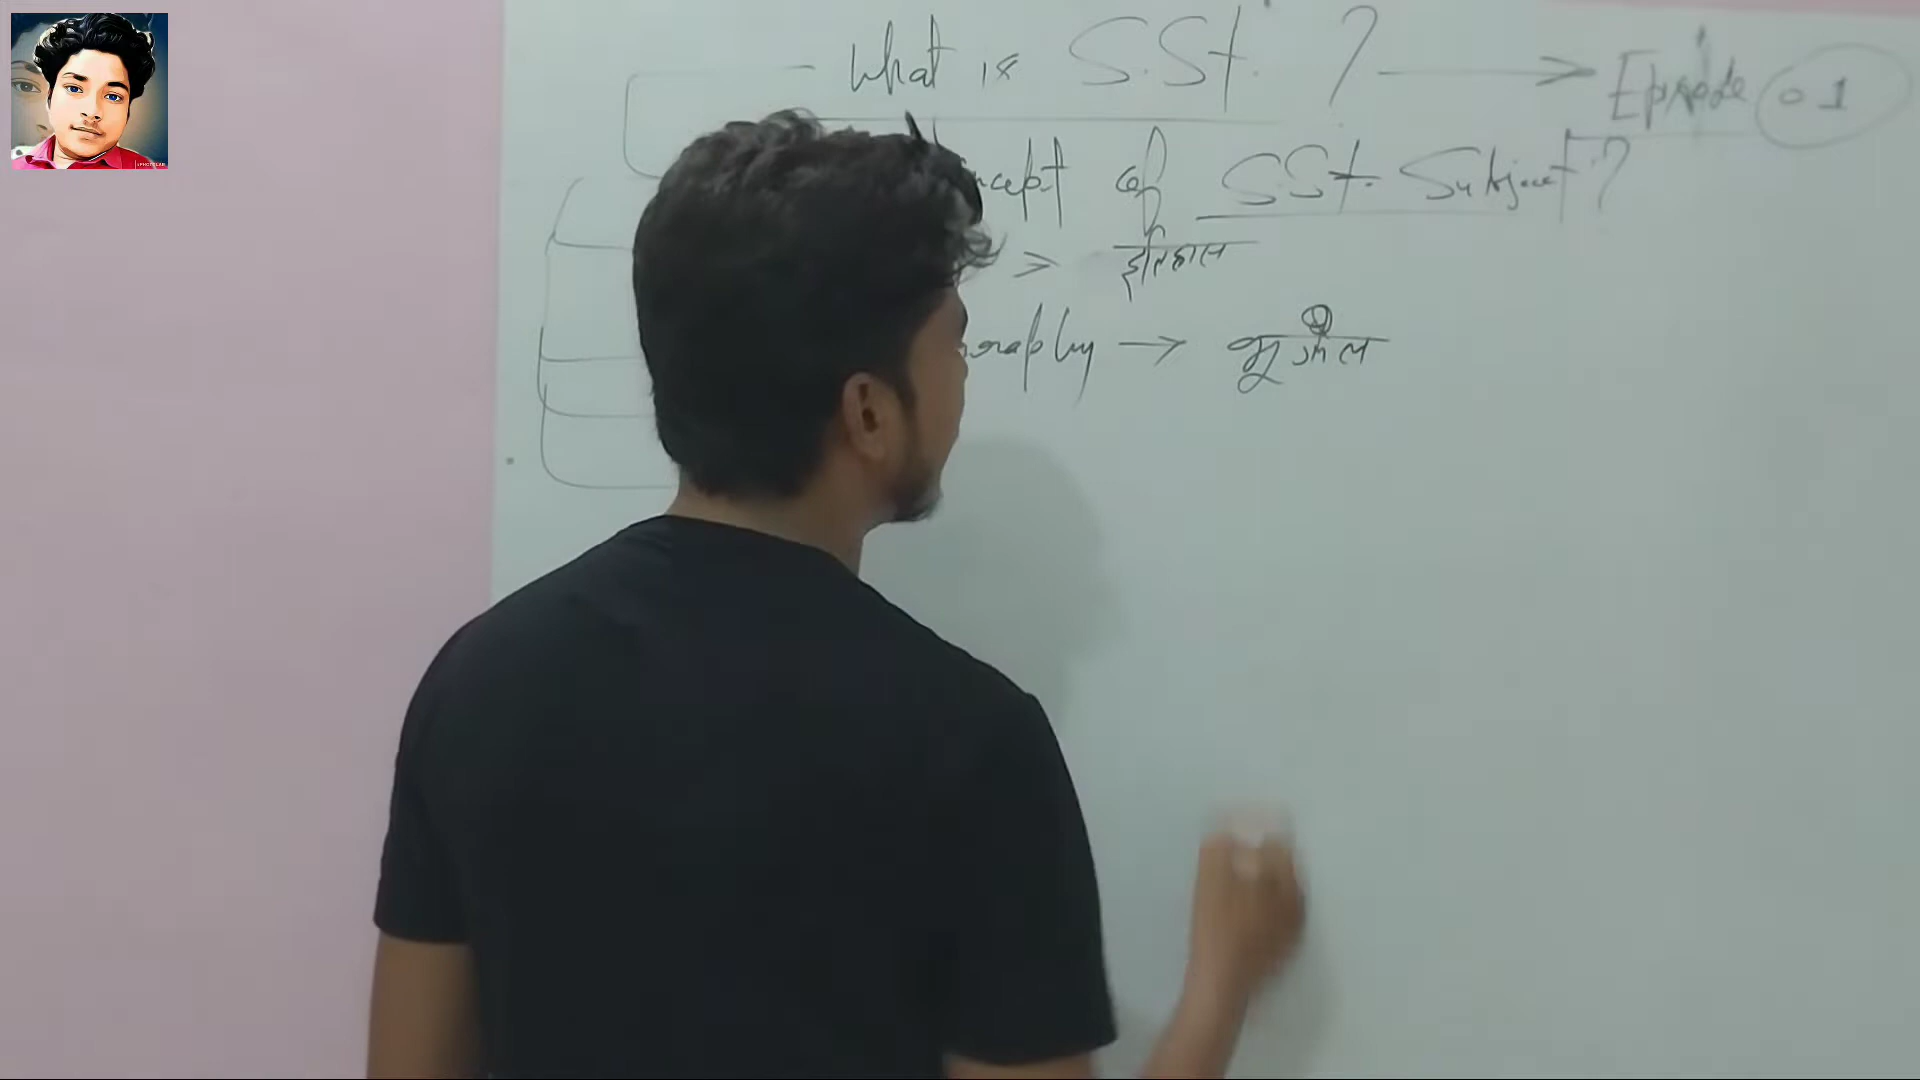 What is S.St. ? → Episode 01
of S.St. Subject ?
> इतिहास
→ भूगोल